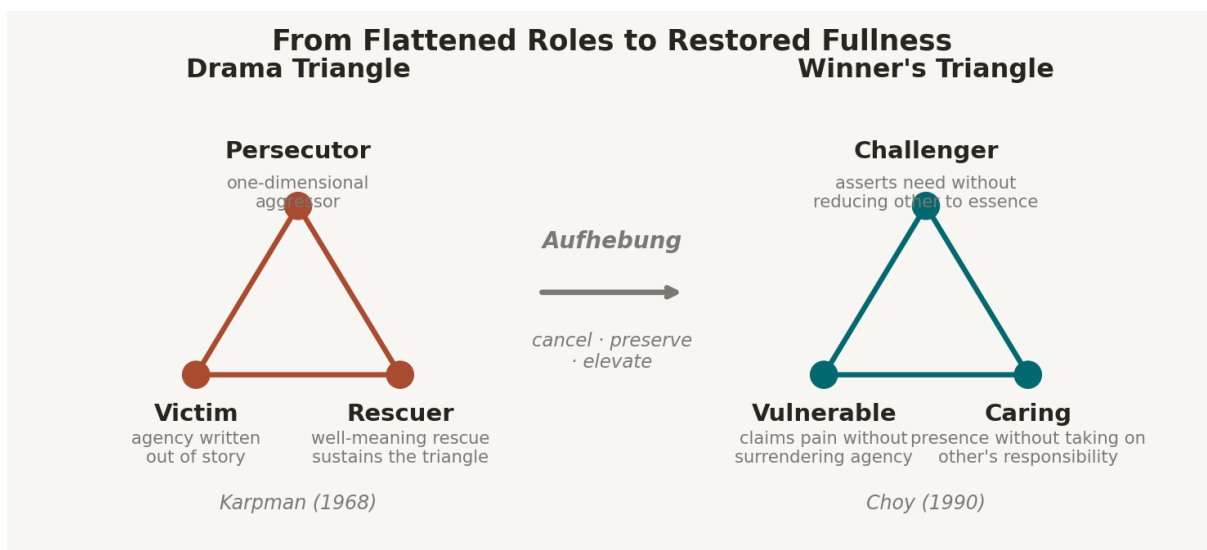 From Flattened Roles to Restored Fullness
Drama Triangle
Persecutor
one-dimensional
aggressor
Victim
agency written
out of story
Rescuer
well-meaning rescue
sustains the triangle
Karpman (1968)
Aufhebung
cancel · preserve
· elevate
Winner's Triangle
Challenger
asserts need without
reducing other to essence
Vulnerable
claims pain without
surrendering agency
Caring
presence without taking on
other's responsibility
Choy (1990)